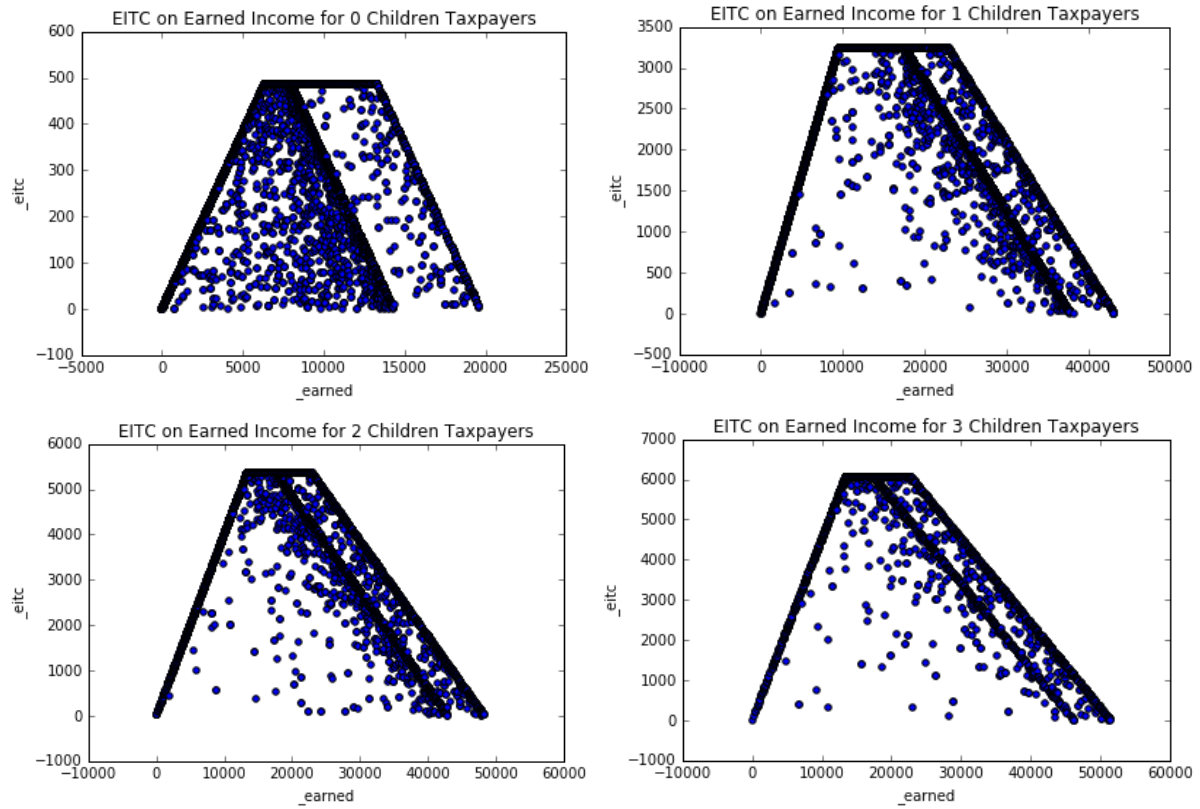 EITC on Earned Income for 0 Children Taxpayers
600
500
400
300
200
100
0
−100
_eitc
−5000 0 5000 10000 15000 20000 25000
_earned
EITC on Earned Income for 1 Children Taxpayers
3500
3000
2500
2000
1500
1000
500
0
−500
_eitc
−10000 0 10000 20000 30000 40000 50000
_earned
EITC on Earned Income for 2 Children Taxpayers
6000
5000
4000
3000
2000
1000
0
−1000
_eitc
−10000 0 10000 20000 30000 40000 50000 60000
_earned
EITC on Earned Income for 3 Children Taxpayers
7000
6000
5000
4000
3000
2000
1000
0
−1000
_eitc
−10000 0 10000 20000 30000 40000 50000 60000
_earned